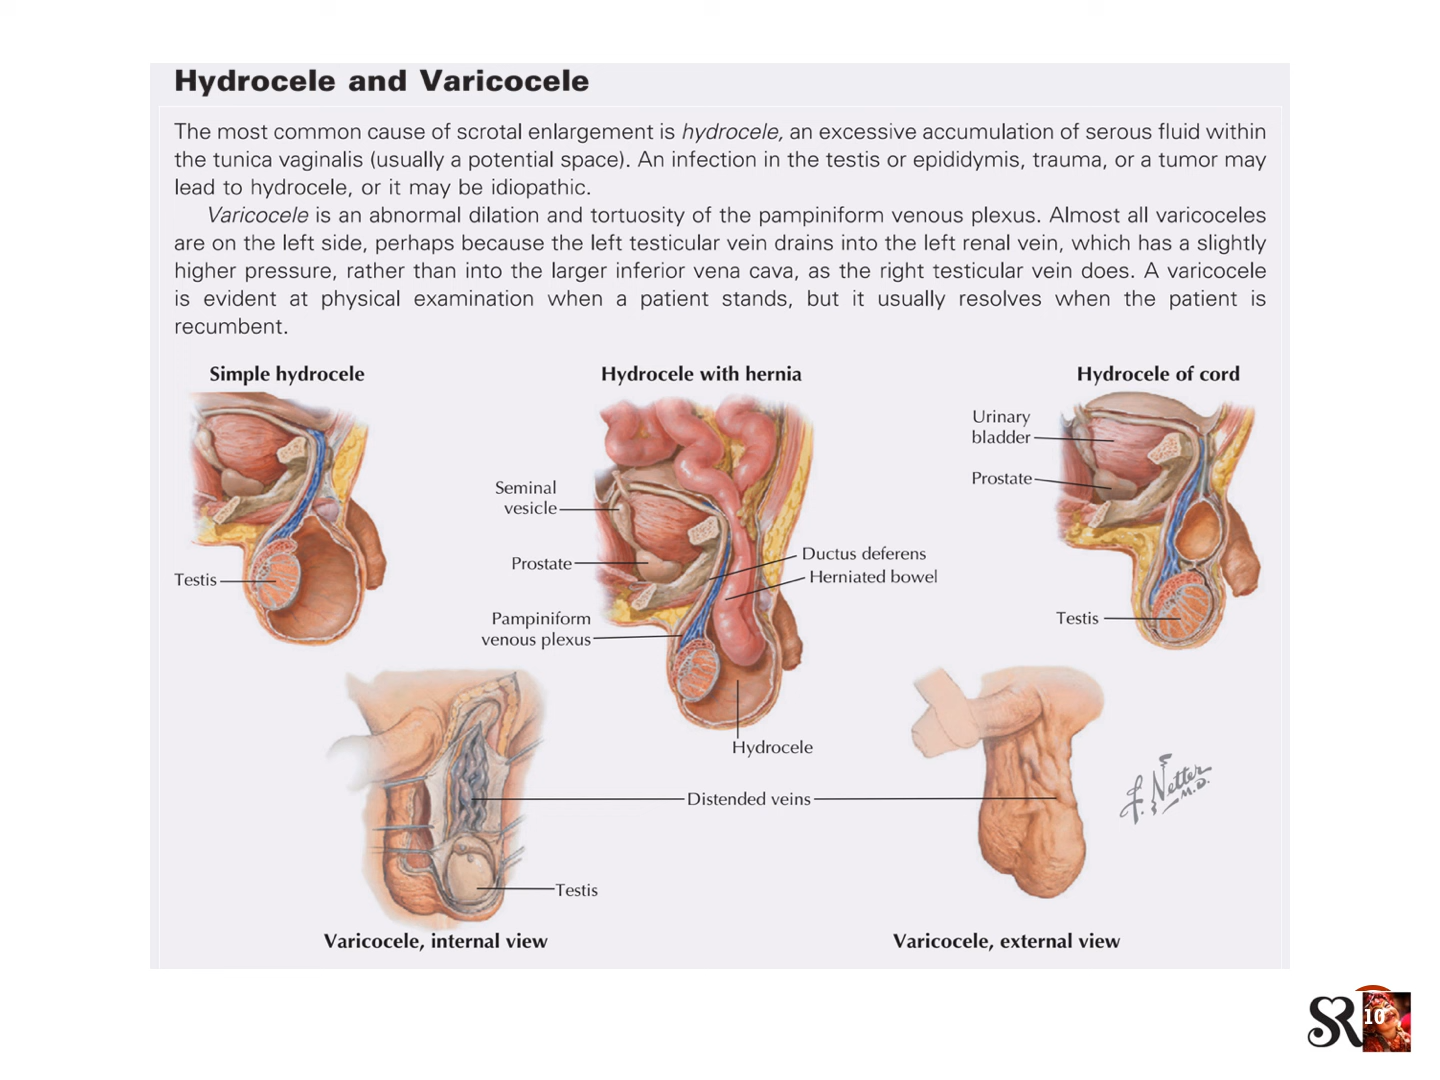 Hydrocele and Varicocele
The most common cause of scrotal enlargement is hydrocele, an excessive accumulation of serous fluid within
the tunica vaginalis (usually a potential space). An infection in the testis or epididymis, trauma, or a tumor may
lead to hydrocele, or it may be idiopathic.
Varicocele is an abnormal dilation and tortuosity of the pampiniform venous plexus. Almost all varicoceles
are on the left side, perhaps because the left testicular vein drains into the left renal vein, which has a slightly
higher pressure, rather than into the larger inferior vena cava, as the right testicular vein does. A varicocele
is evident at physical examination when a patient stands, but it usually resolves when the patient is
recumbent.
Simple hydrocele
Testis
Hydrocele with hernia
Seminal
vesicle
Prostate
Pampiniform
venous plexus
Ductus deferens
Herniated bowel
Hydrocele
Hydrocele of cord
Urinary
bladder
Prostate
Testis
Distended veins
Testis
Varicocele, internal view
Varicocele, external view
F. Netter
M.D.
SR
10